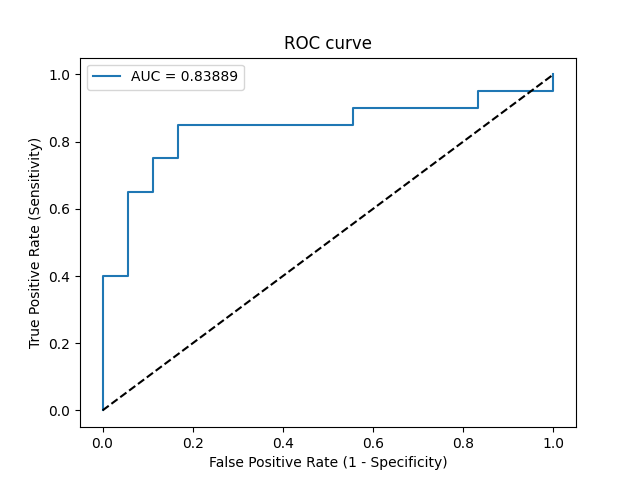 ROC curve
AUC = 0.83889
1.0
0.8
0.6
0.4
0.2
0.0
True Positive Rate (Sensitivity)
0.0 0.2 0.4 0.6 0.8 1.0
False Positive Rate (1 - Specificity)